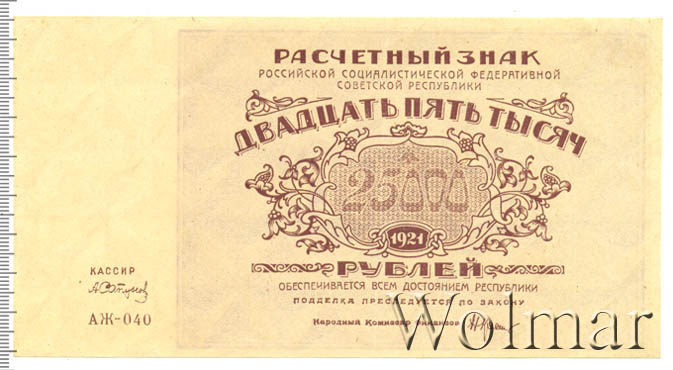 РАСЧЕТНЫЙ ЗНАК
РОССИЙСКОЙ СОЦИАЛИСТИЧЕСКОЙ ФЕДЕРАТИВНОЙ
СОВЕТСКОЙ РЕСПУБЛИКИ
ДВАДЦАТЬ ПЯТЬ ТЫСЯЧ
25000
1921
РУБЛЕЙ
ОБЕСПЕЧИВАЕТСЯ ВСЕМ ДОСТОЯНИЕМ РЕСПУБЛИКИ
ПОДДЕЛКА ПРЕСЛЕДУЕТСЯ ПО ЗАКОНУ
Народный Комиссар Финансов
КАССИР
АЖ-040
Wolmar